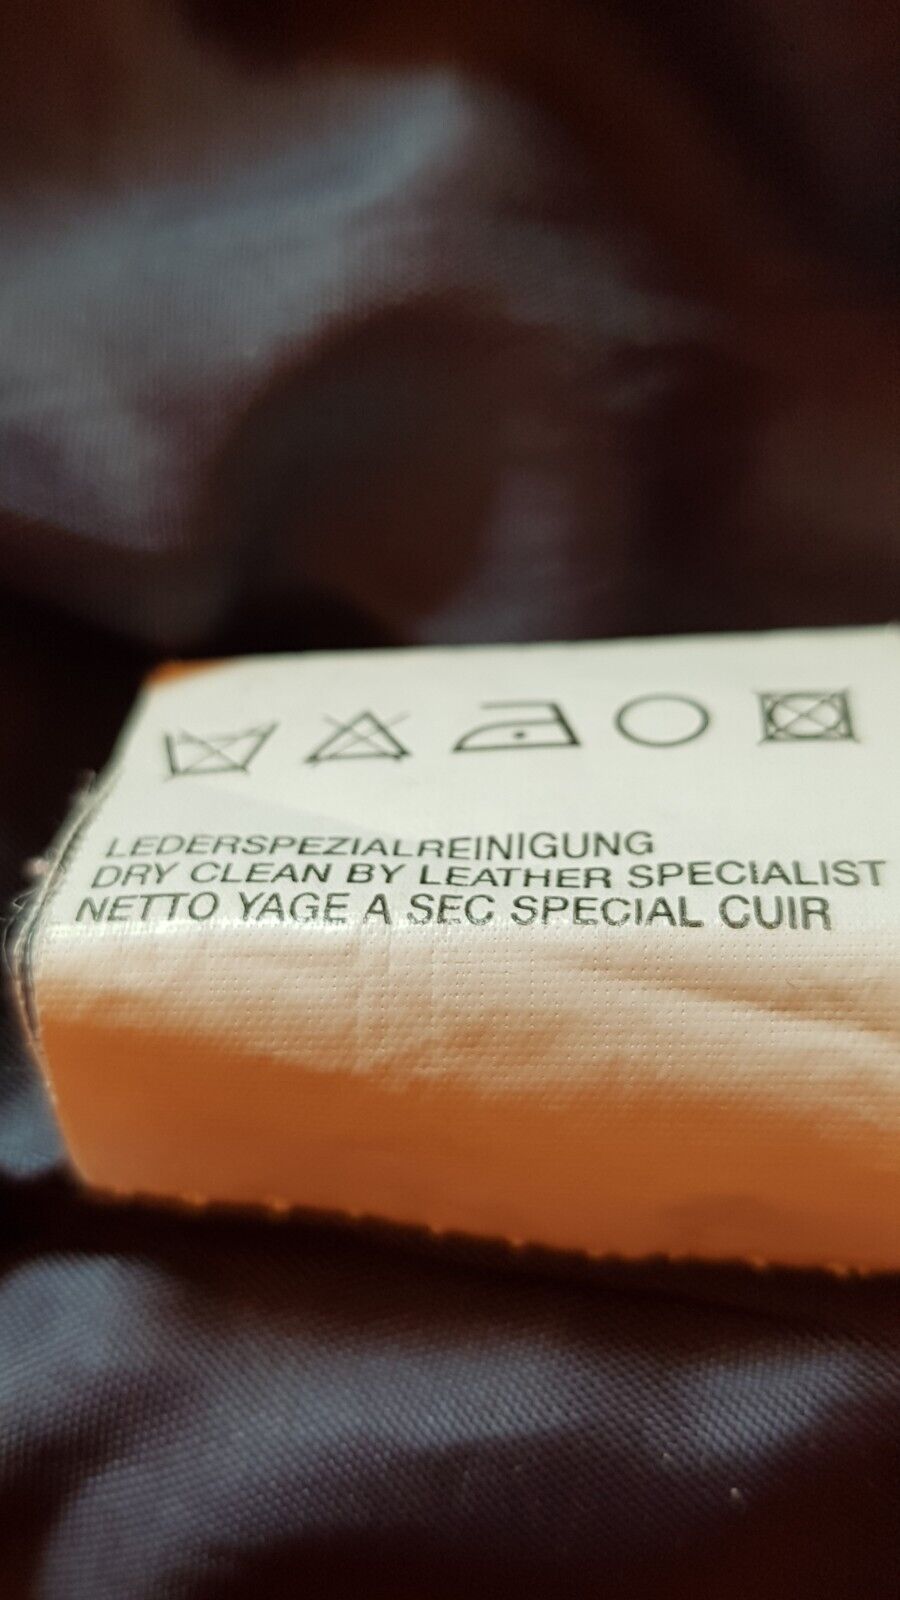 LEDERSPEZIALREINIGUNG
DRY CLEAN BY LEATHER SPECIALIST
NETTO YAGE A SEC SPECIAL CUIR